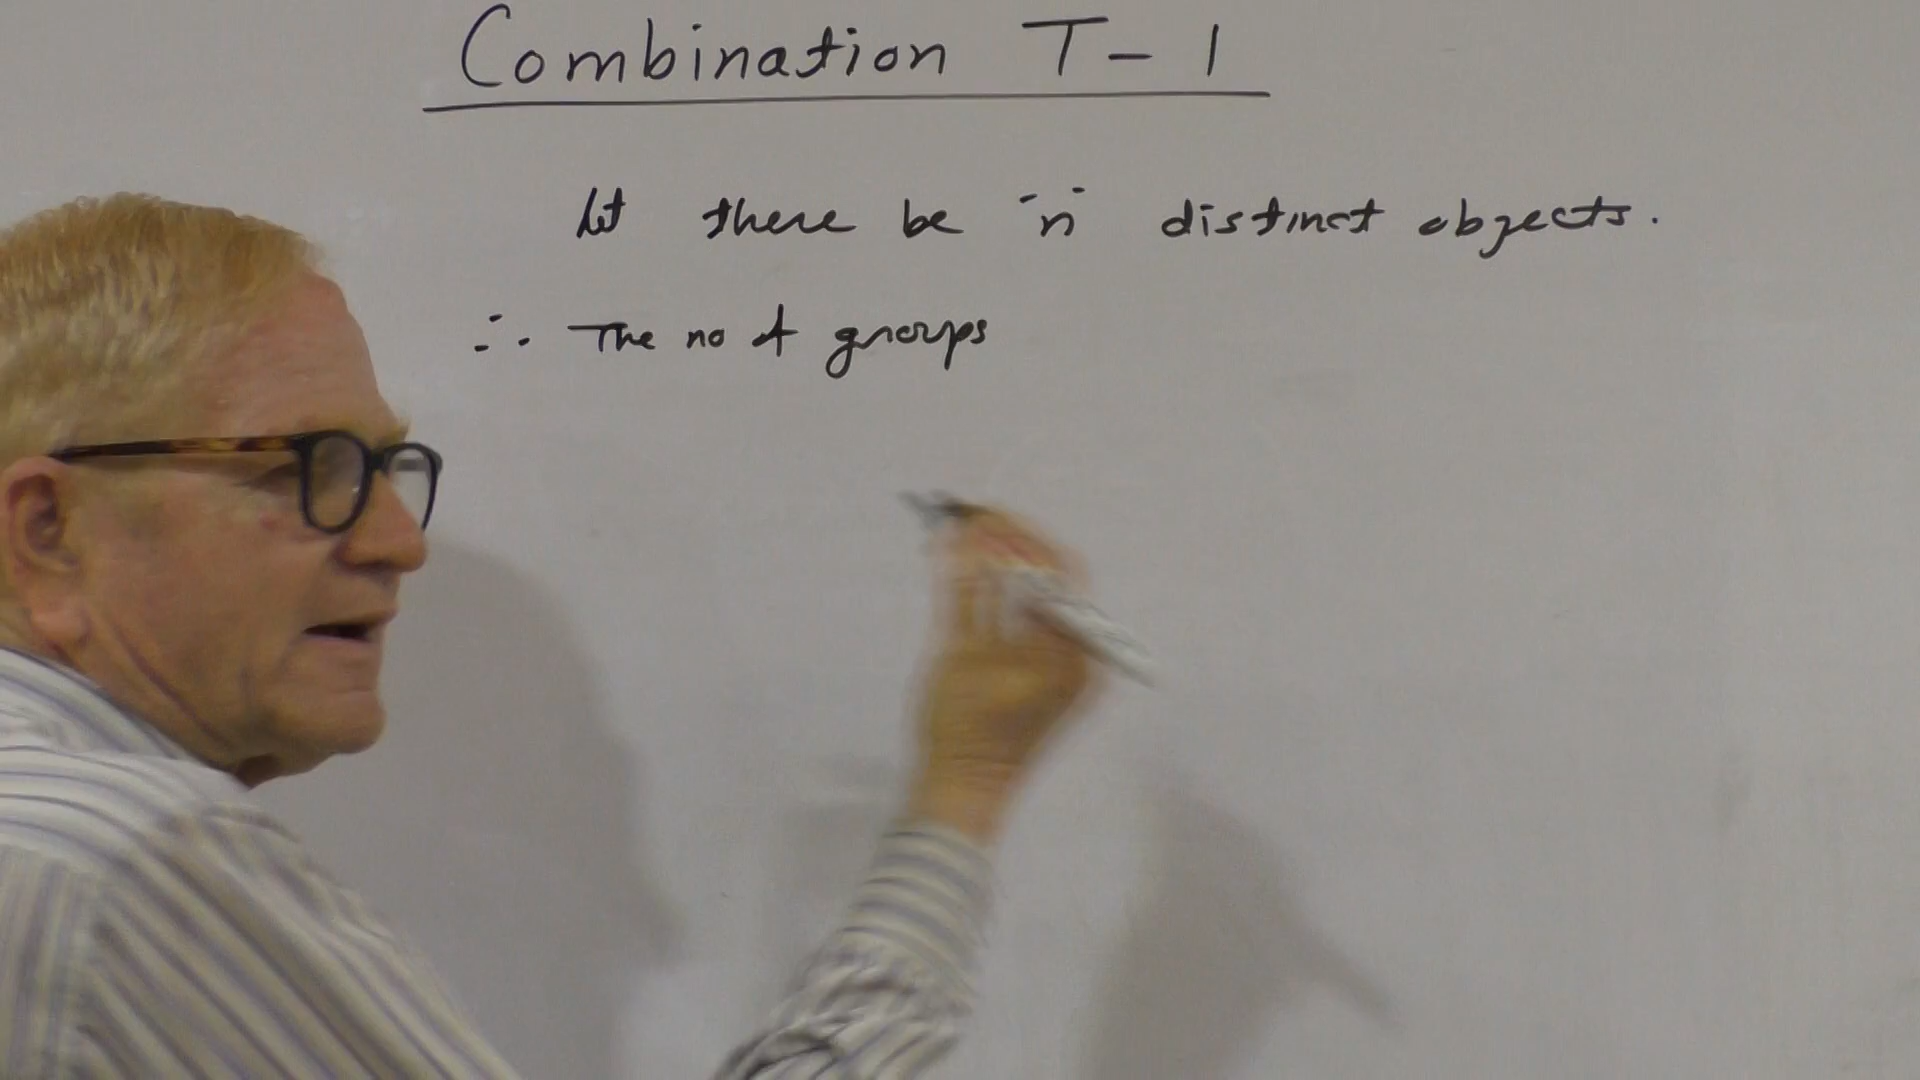 Combination T-1
Let there be "n" distinct objects.
∴ The no of groups